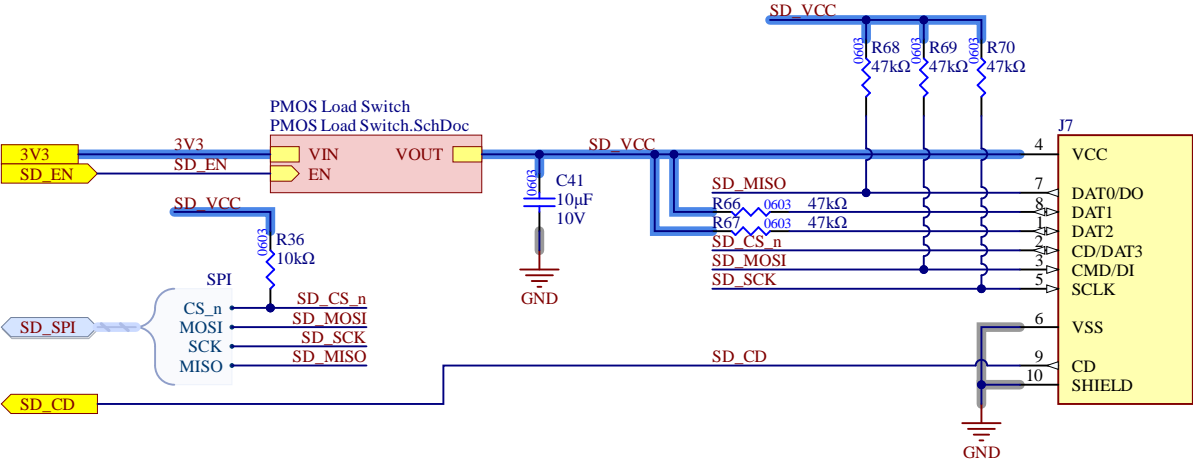 SD_VCC
0603
R68
47kΩ
0603
R69
47kΩ
0603
R70
47kΩ
PMOS Load Switch
PMOS Load Switch.SchDoc
J7
3V3
3V3
VIN
VOUT
SD_VCC
4
VCC
SD_EN
SD_EN
EN
0603
C41
10µF
10V
GND
SD_MISO
7
DAT0/DO
R66
0603
47kΩ
8
DAT1
R67
0603
47kΩ
1
DAT2
SD_CS_n
2
CD/DAT3
SD_MOSI
3
CMD/DI
SD_SCK
5
SCLK
SD_VCC
0603
R36
10kΩ
SPI
SD_SPI
CS_n
SD_CS_n
MOSI
SD_MOSI
SCK
SD_SCK
MISO
SD_MISO
6
VSS
SD_CD
9
CD
10
SHIELD
SD_CD
GND